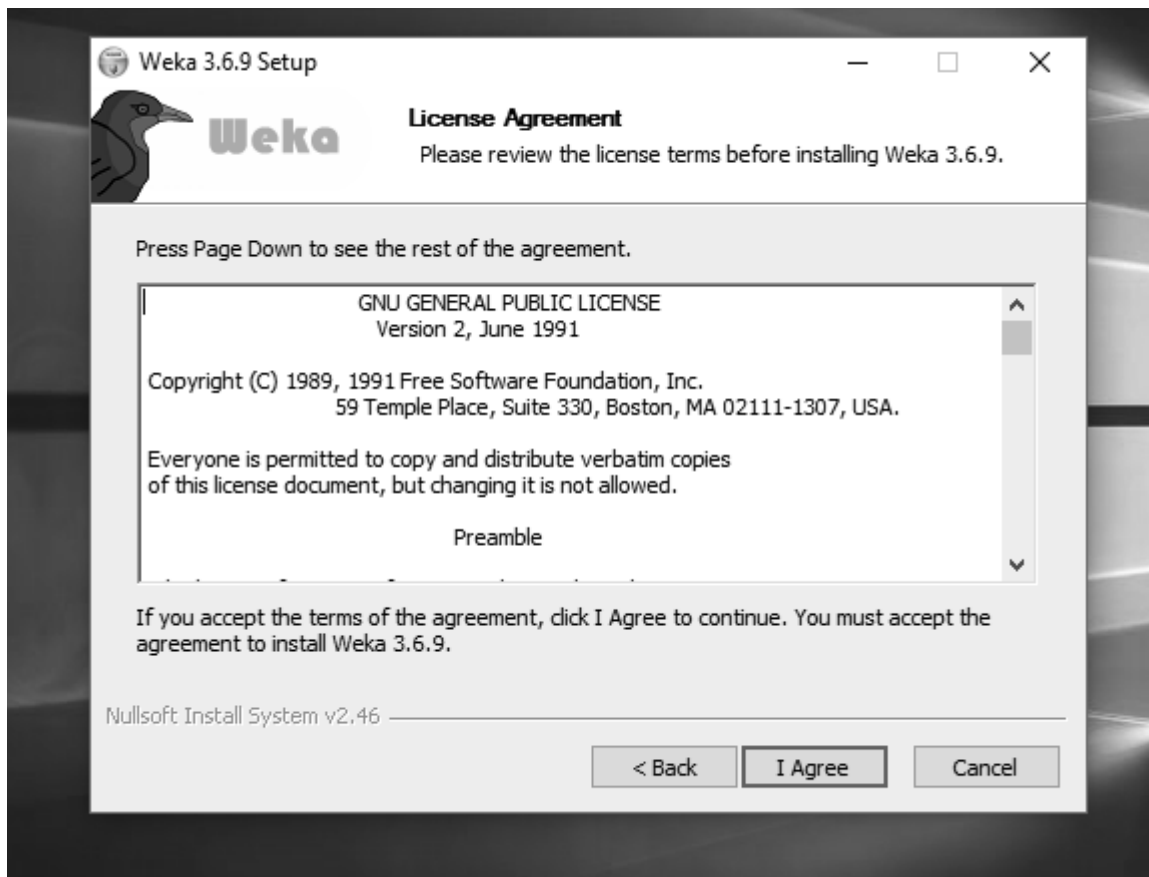 Weka 3.6.9 Setup
Weka
License Agreement
Please review the license terms before installing Weka 3.6.9.
Press Page Down to see the rest of the agreement.
GNU GENERAL PUBLIC LICENSE
Version 2, June 1991
Copyright (C) 1989, 1991 Free Software Foundation, Inc.
59 Temple Place, Suite 330, Boston, MA 02111-1307, USA.
Everyone is permitted to copy and distribute verbatim copies
of this license document, but changing it is not allowed.
Preamble
If you accept the terms of the agreement, click I Agree to continue. You must accept the
agreement to install Weka 3.6.9.
Nullsoft Install System v2.46
< Back I Agree Cancel